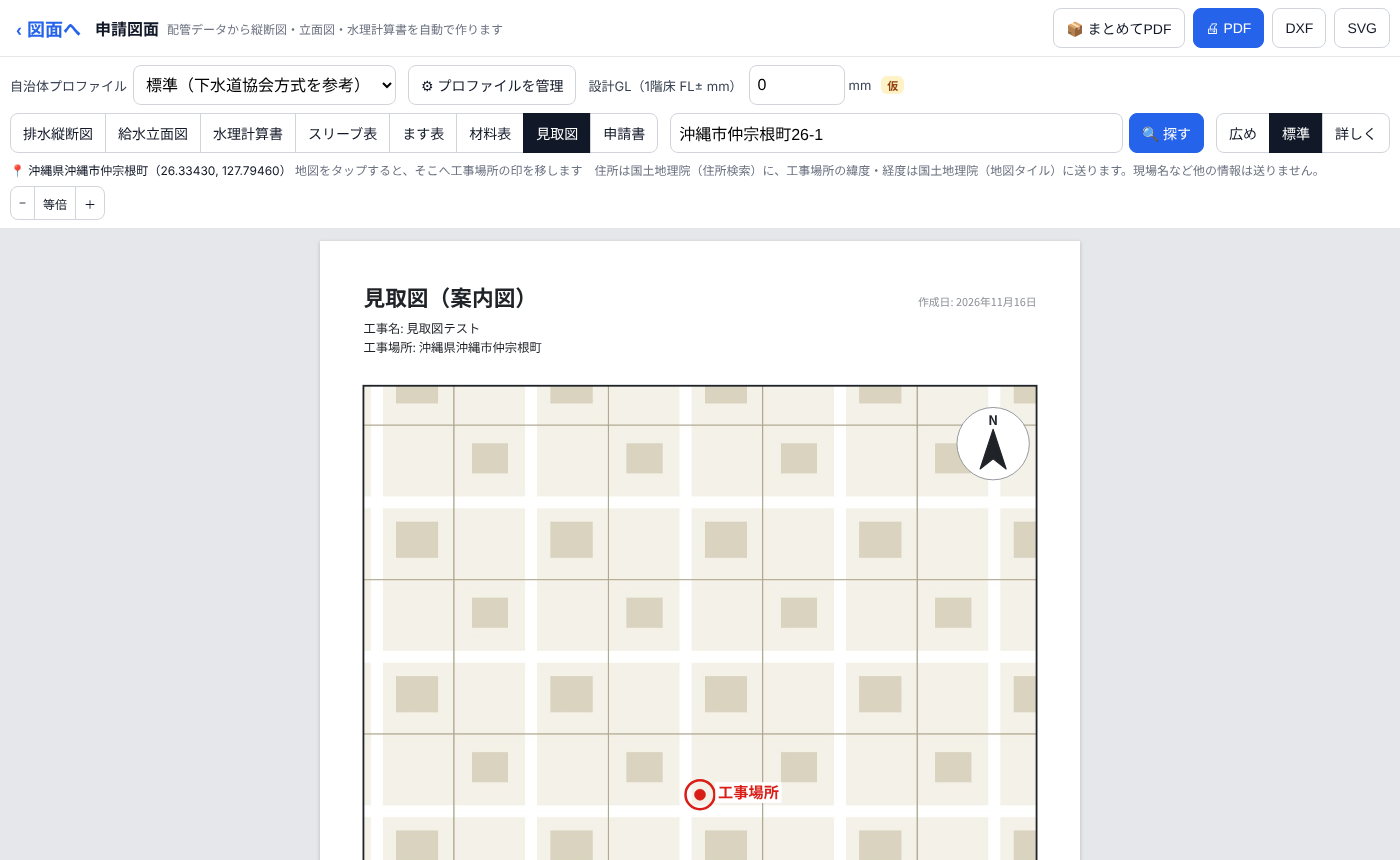 ‹ 図面へ 申請図面 配管データから縦断図・立面図・水理計算書を自動で作ります 📦 まとめてPDF 🖨 PDF DXF SVG
自治体プロファイル 標準（下水道協会方式を参考） ⚙ プロファイルを管理 設計GL（1階床 FL± mm） 0 mm 仮
排水縦断図 給水立面図 水理計算書 スリーブ表 ます表 材料表 見取図 申請書 沖縄市仲宗根町26-1 🔍 探す 広め 標準 詳しく
📍 沖縄県沖縄市仲宗根町（26.33430, 127.79460） 地図をタップすると、そこへ工事場所の印を移します 住所は国土地理院（住所検索）に、工事場所の緯度・経度は国土地理院（地図タイル）に送ります。現場名など他の情報は送りません。
− 等倍 ＋
見取図（案内図）
作成日: 2026年11月16日
工事名: 見取図テスト
工事場所: 沖縄県沖縄市仲宗根町
N
工事場所